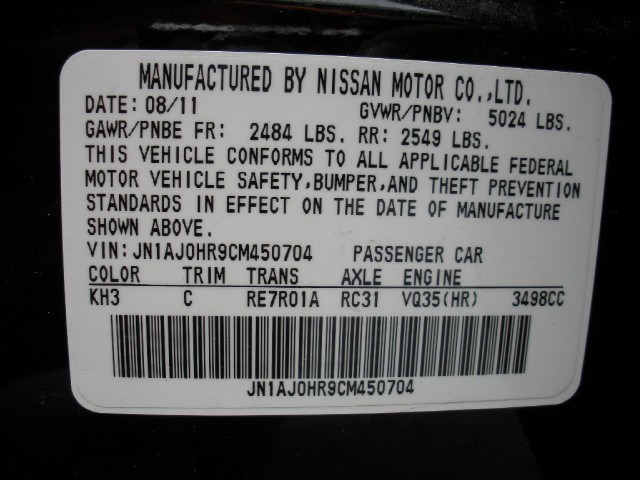 MANUFACTURED BY NISSAN MOTOR CO.,LTD.
DATE: 08/11 GVWR/PNBV: 5024 LBS.
GAWR/PNBE FR: 2484 LBS. RR: 2549 LBS.
THIS VEHICLE CONFORMS TO ALL APPLICABLE FEDERAL
MOTOR VEHICLE SAFETY,BUMPER,AND THEFT PREVENTION
STANDARDS IN EFFECT ON THE DATE OF MANUFACTURE
SHOWN ABOVE.
VIN:JN1AJ0HR9CM450704 PASSENGER CAR
COLOR TRIM TRANS AXLE ENGINE
KH3 C RE7R01A RC31 VQ35(HR) 3498CC
JN1AJ0HR9CM450704